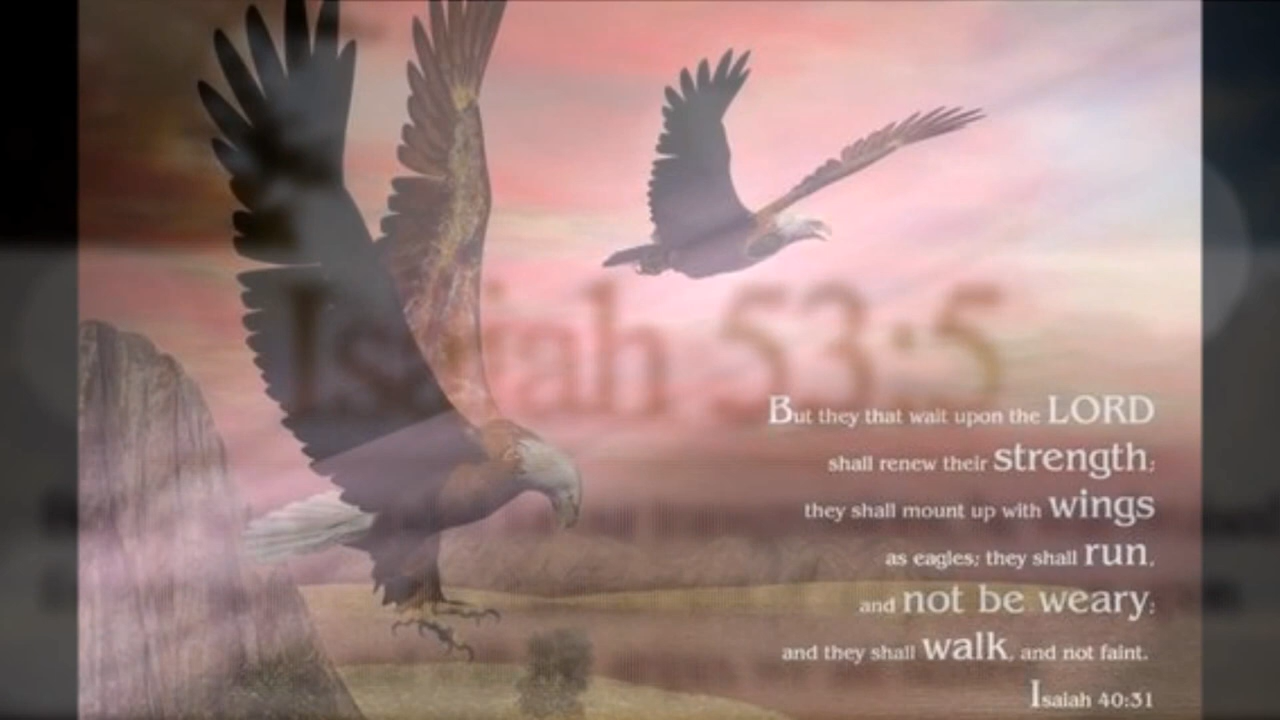 Isaiah 53:5
But they that wait upon the LORD
shall renew their strength;
they shall mount up with wings
as eagles; they shall run,
and not be weary;
and they shall walk, and not faint.
Isaiah 40:31